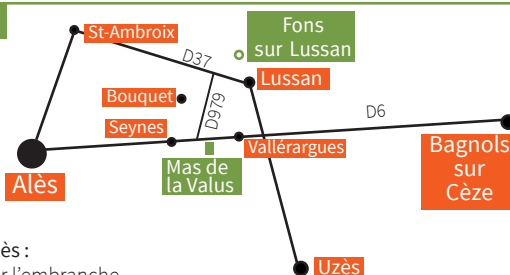 St-Ambroix
Fons
sur Lussan
D37
Lussan
Bouquet
D979
D6
Seynes
Vallérargues
Bagnols
sur
Cèze
Mas de
la Valus
Alès
ès :
r l'embranche
Uzès